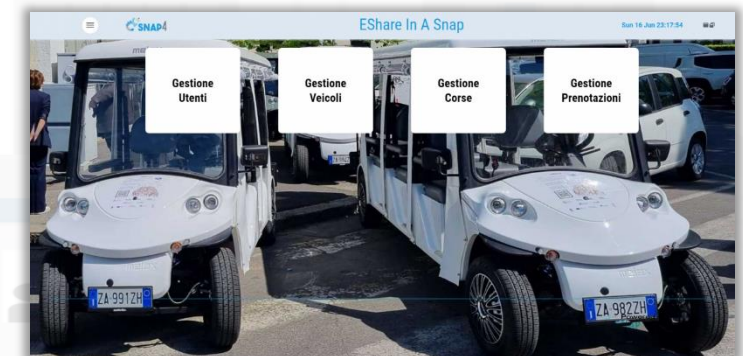 SNAP4
EShare In A Snap
Sun 16 Jun 23:17:54
Gestione
Utenti
Gestione
Veicoli
Gestione
Corse
Gestione
Prenotazioni
ZA 991ZH
ZA 982ZH